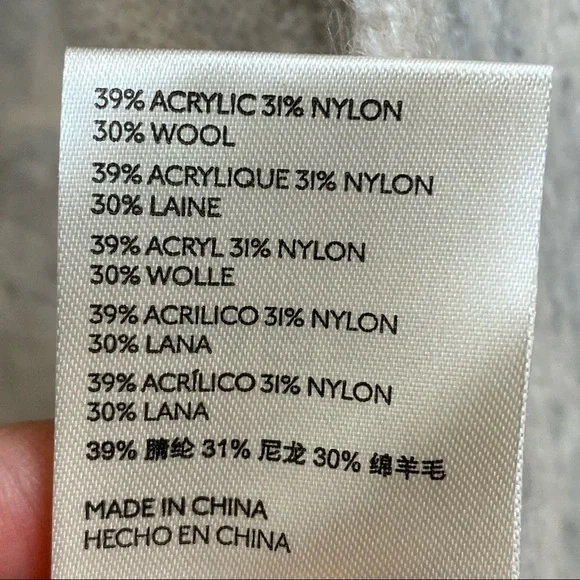 39% ACRYLIC 31% NYLON
30% WOOL
39% ACRYLIQUE 31% NYLON
30% LAINE
39% ACRYL 31% NYLON
30% WOLLE
39% ACRILICO 31% NYLON
30% LANA
39% ACRÍLICO 31% NYLON
30% LANA
39% 腈纶 31% 尼龙 30% 绵羊毛
MADE IN CHINA
HECHO EN CHINA